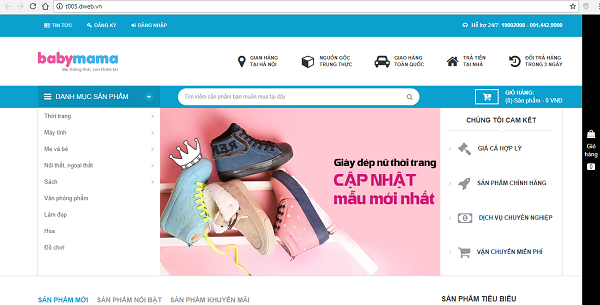 t005.dweb.vn
TIN TỨC
ĐĂNG KÝ
ĐĂNG NHẬP
Hỗ trợ 24/7: 19002008 - 091.442.9900
babymama
Mẹ thông thái, con thiên tài
GIAN HÀNG
TẠI HÀ NỘI
NGUỒN GỐC
TRUNG THỰC
GIAO HÀNG
TOÀN QUỐC
TRẢ TIỀN
TẠI NHÀ
ĐỔI TRẢ HÀNG
TRONG 3 NGÀY
DANH MỤC SẢN PHẨM
Tìm kiếm sản phẩm bạn muốn mua tại đây
GIỎ HÀNG:
(0) Sản phẩm - 0 VNĐ
Thời trang
Máy tính
Mẹ và bé
Nội thất, ngoại thất
Sách
Văn phòng phẩm
Làm đẹp
Hoa
Đồ chơi
Giày dép nữ thời trang
CẬP NHẬT
mẫu mới nhất
CHÚNG TÔI CAM KẾT
GIÁ CẢ HỢP LÝ
SẢN PHẨM CHÍNH HÃNG
DỊCH VỤ CHUYÊN NGHIỆP
VẬN CHUYỂN MIỄN PHÍ
Giỏ
hàng
0
SẢN PHẨM MỚI
SẢN PHẨM NỔI BẬT
SẢN PHẨM KHUYẾN MÃI
SẢN PHẨM TIÊU BIỂU